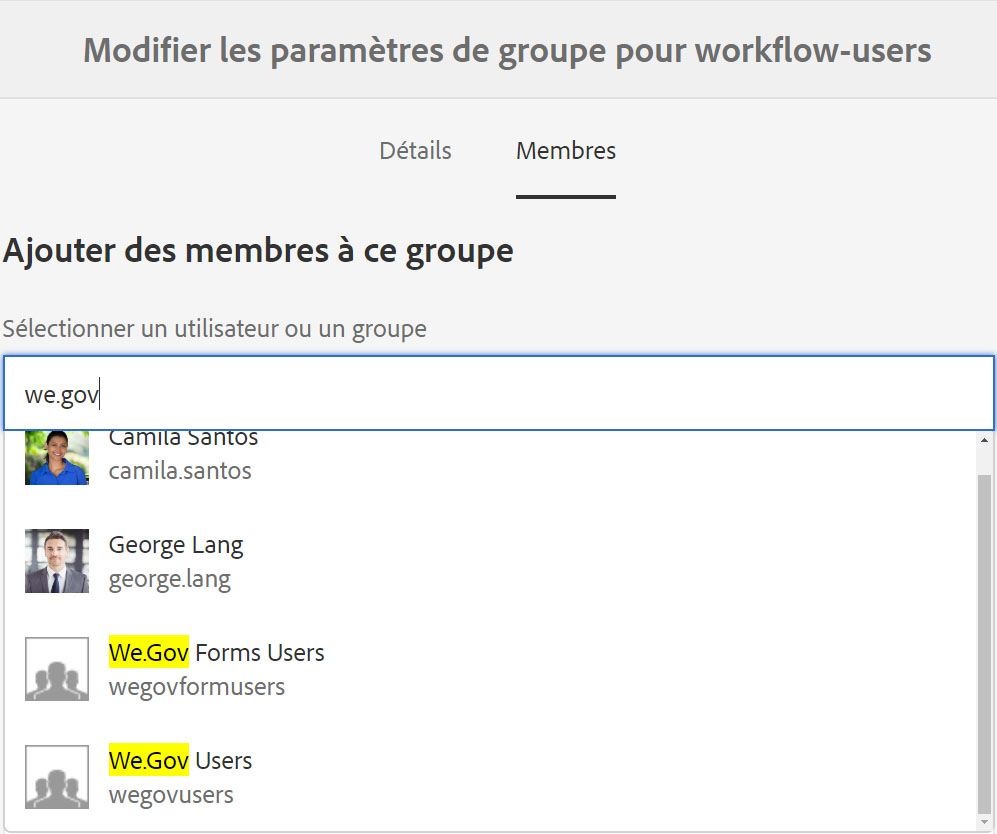 Modifier les paramètres de groupe pour workflow-users
Détails Membres
Ajouter des membres à ce groupe
Sélectionner un utilisateur ou un groupe
we.gov
Camila Santos
camila.santos
George Lang
george.lang
We.Gov Forms Users
wegovformusers
We.Gov Users
wegovusers